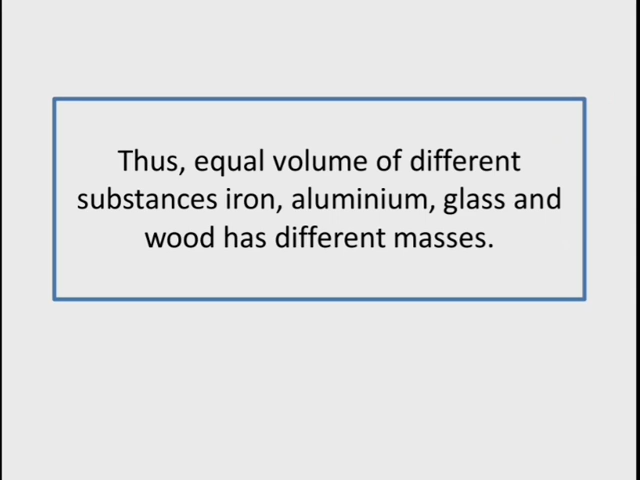 Thus, equal volume of different
substances iron, aluminium, glass and
wood has different masses.